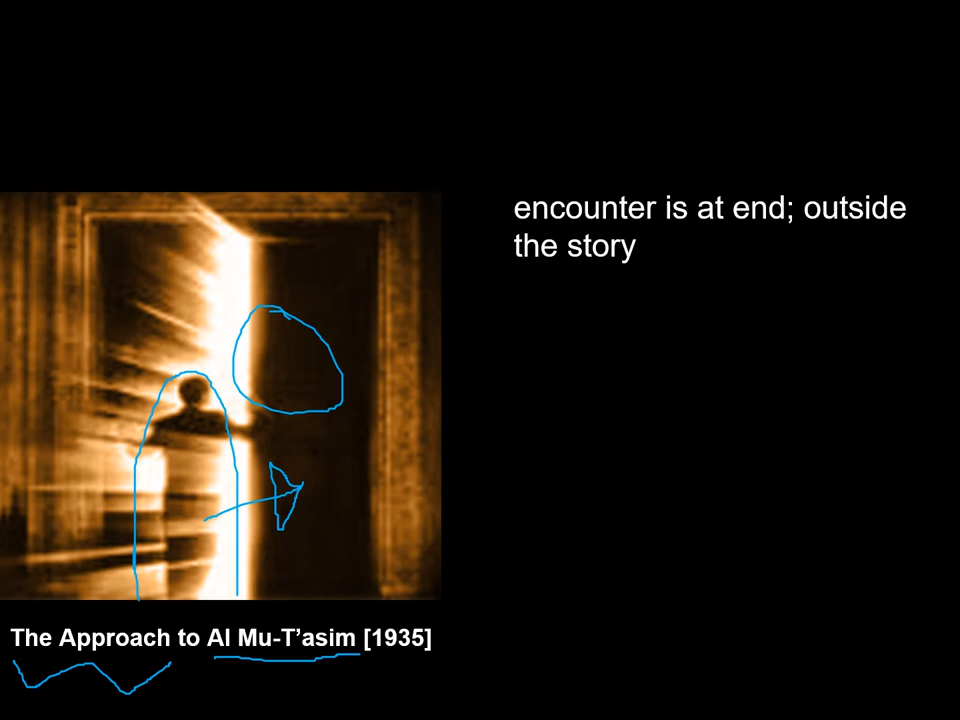 encounter is at end; outside
the story
The Approach to Al Mu-T’asim [1935]